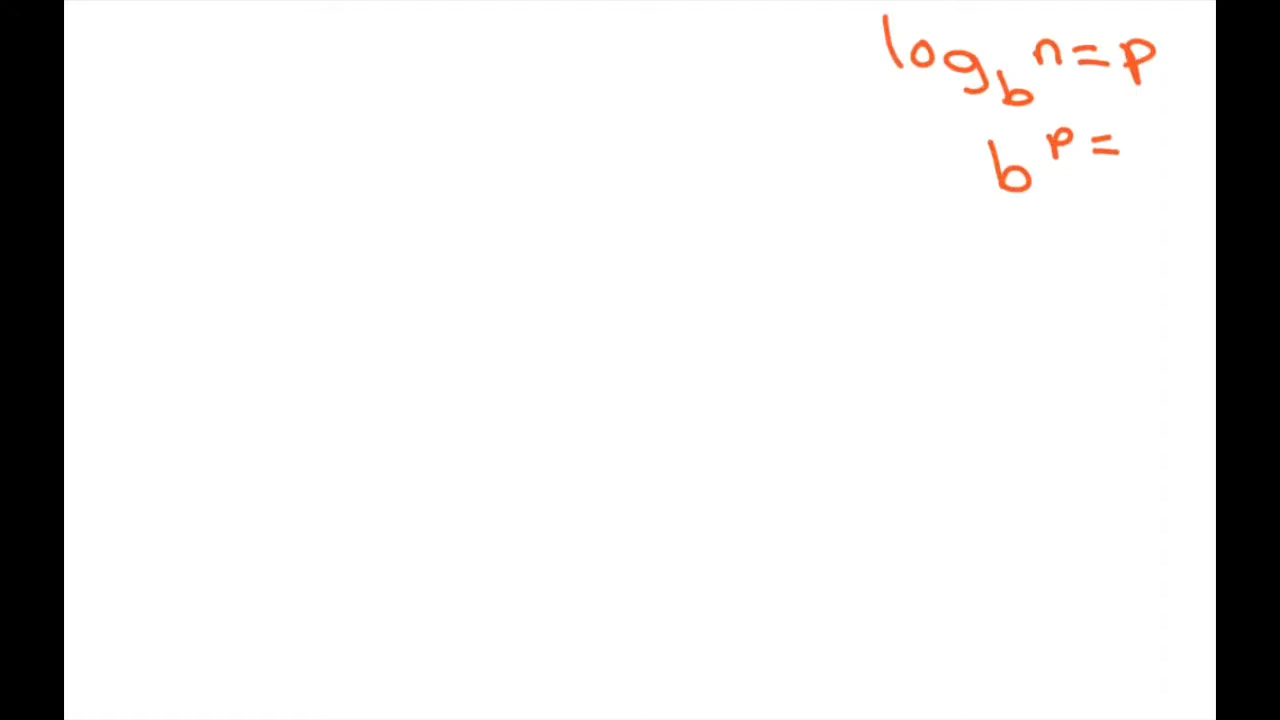 log_b n = p
b^p =